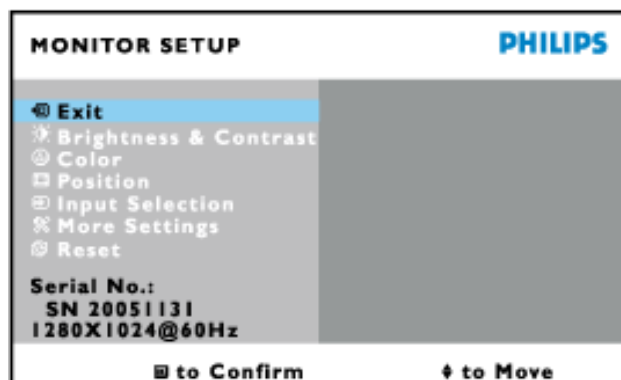 MONITOR SETUP PHILIPS
Exit
Brightness & Contrast
Color
Position
Input Selection
More Settings
Reset
Serial No.:
SN 20051131
1280X1024@60Hz
to Confirm to Move